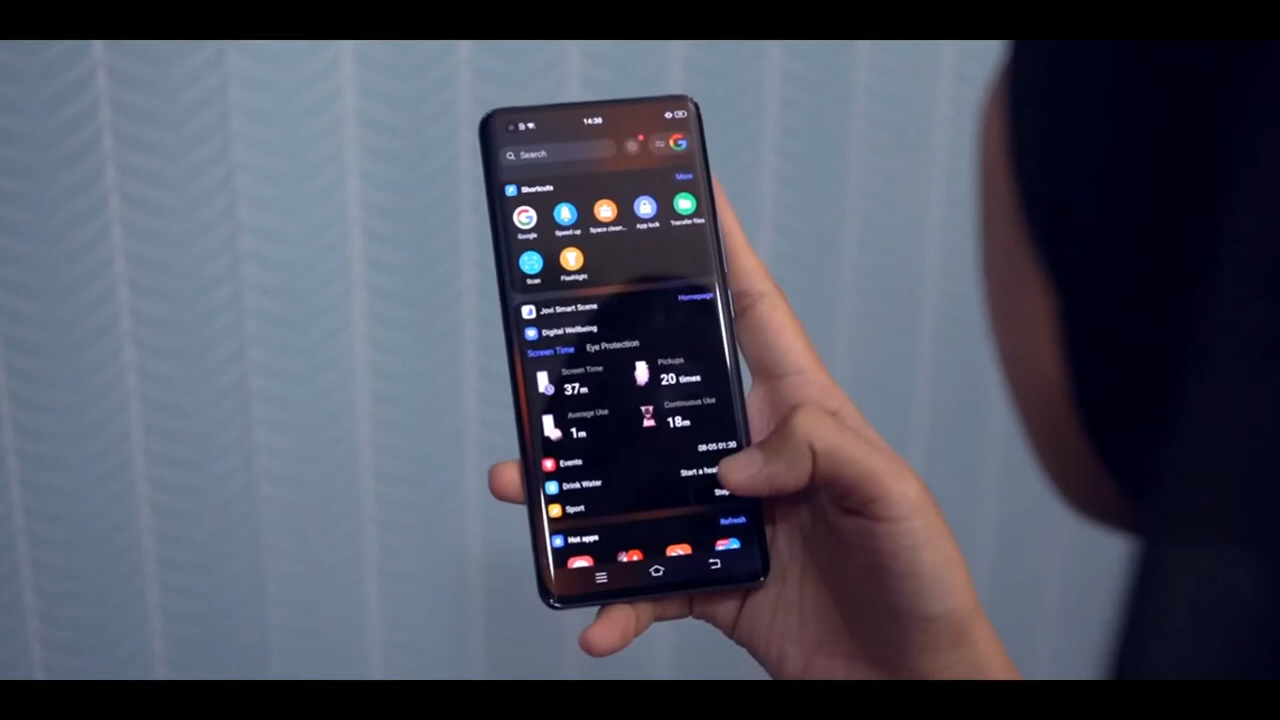 14:38
Search
Shortcuts
More
Google
Speed up
Space clean...
App lock
Transfer files
Scan
Flashlight
Jovi Smart Scene
Homepage
Digital Wellbeing
Screen Time
Eye Protection
Screen Time
37m
Pickups
20 times
Average Use
1m
Continuous Use
18m
Events
08-05 01:30
Drink Water
Start a
Sport
Hot apps
Refresh